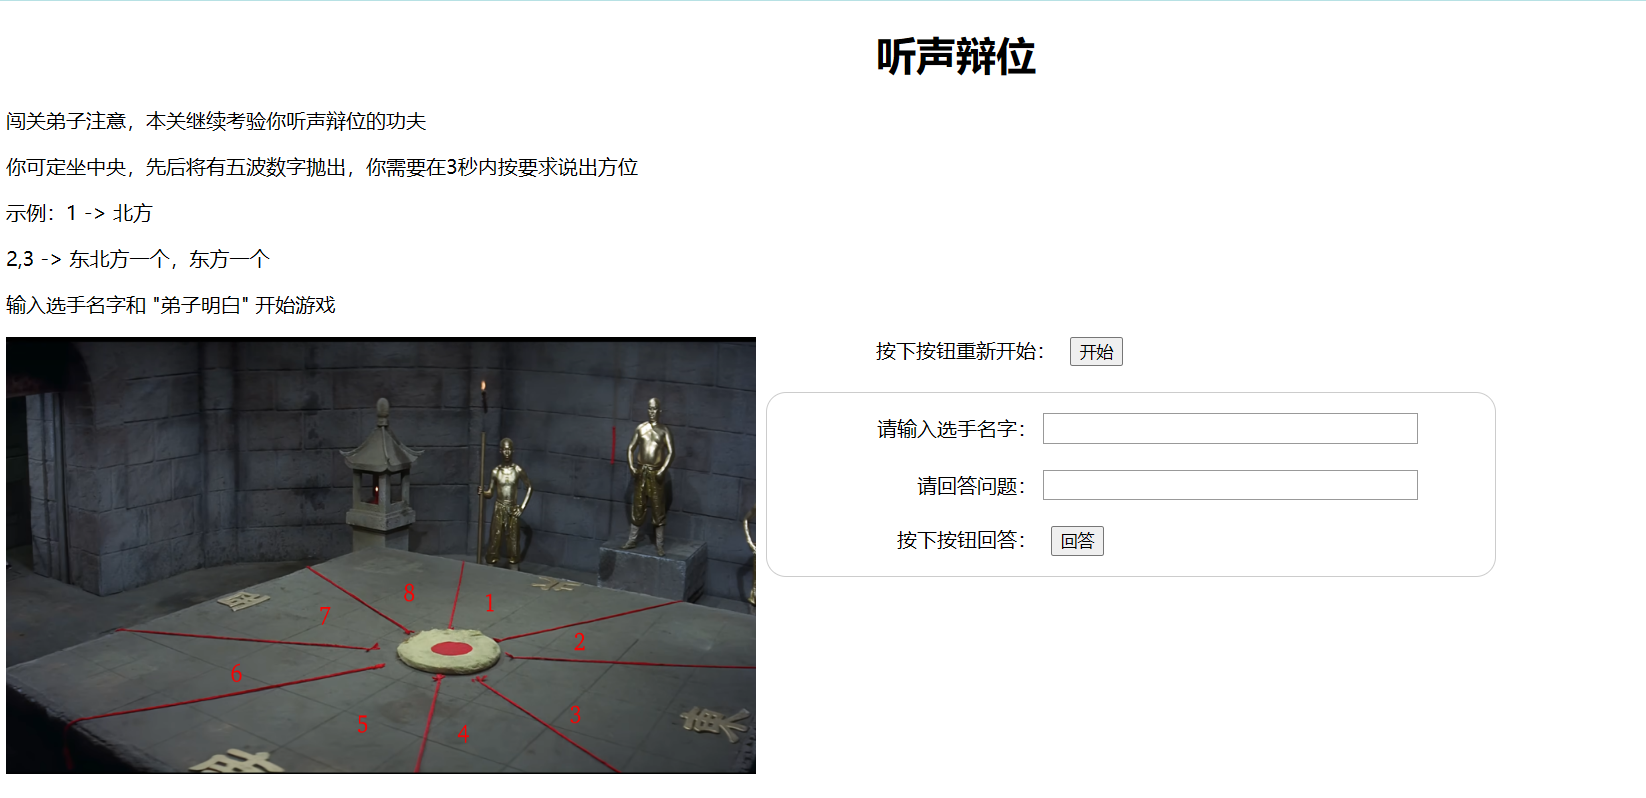 听声辩位
闯关弟子注意，本关继续考验你听声辩位的功夫
你可定坐中央，先后将有五波数字抛出，你需要在3秒内按要求说出方位
示例：1 -> 北方
2,3 -> 东北方一个，东方一个
输入选手名字和 "弟子明白" 开始游戏
按下按钮重新开始： 开始
请输入选手名字：
请回答问题：
按下按钮回答： 回答
8
1
7
2
6
3
5
4
東